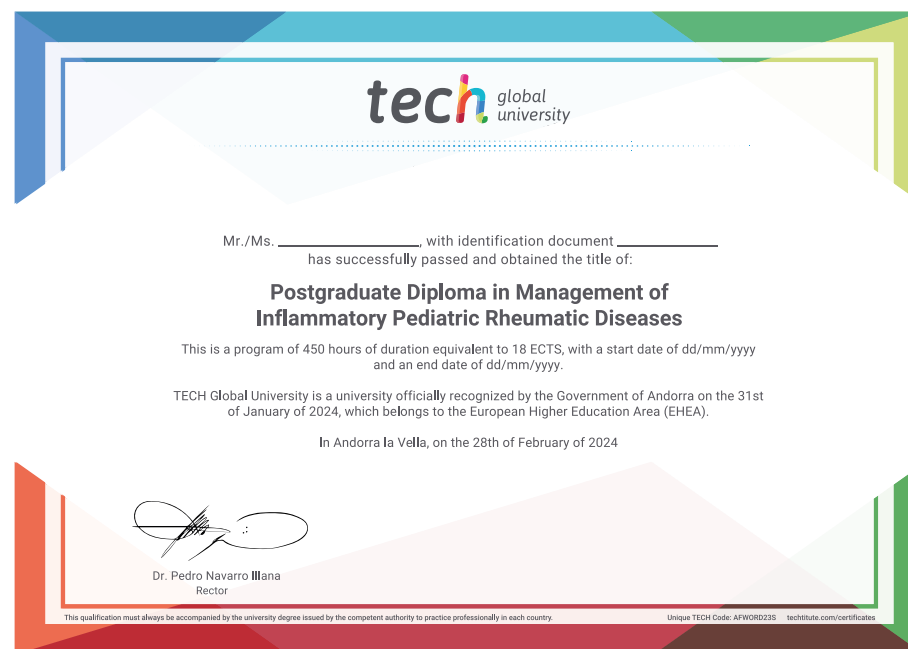 tech global university
Mr./Ms. ____________________, with identification document ______________
has successfully passed and obtained the title of:
Postgraduate Diploma in Management of
Inflammatory Pediatric Rheumatic Diseases
This is a program of 450 hours of duration equivalent to 18 ECTS, with a start date of dd/mm/yyyy
and an end date of dd/mm/yyyy.
TECH Global University is a university officially recognized by the Government of Andorra on the 31st
of January of 2024, which belongs to the European Higher Education Area (EHEA).
In Andorra la Vella, on the 28th of February of 2024
Dr. Pedro Navarro Illana
Rector
This qualification must always be accompanied by the university degree issued by the competent authority to practice professionally in each country.
Unique TECH Code: AFWORD23S techtitute.com/certificates